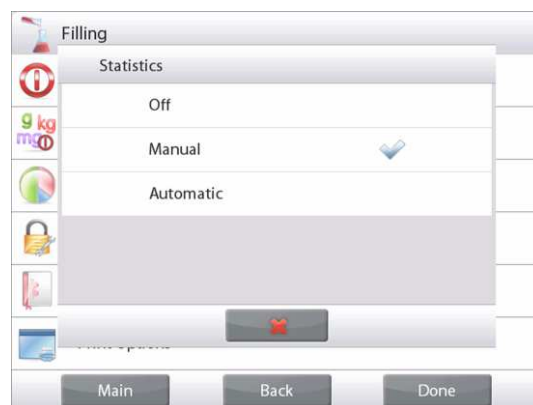 Filling
Statistics
Off
g kg
mg
Manual
Automatic
Main
Back
Done